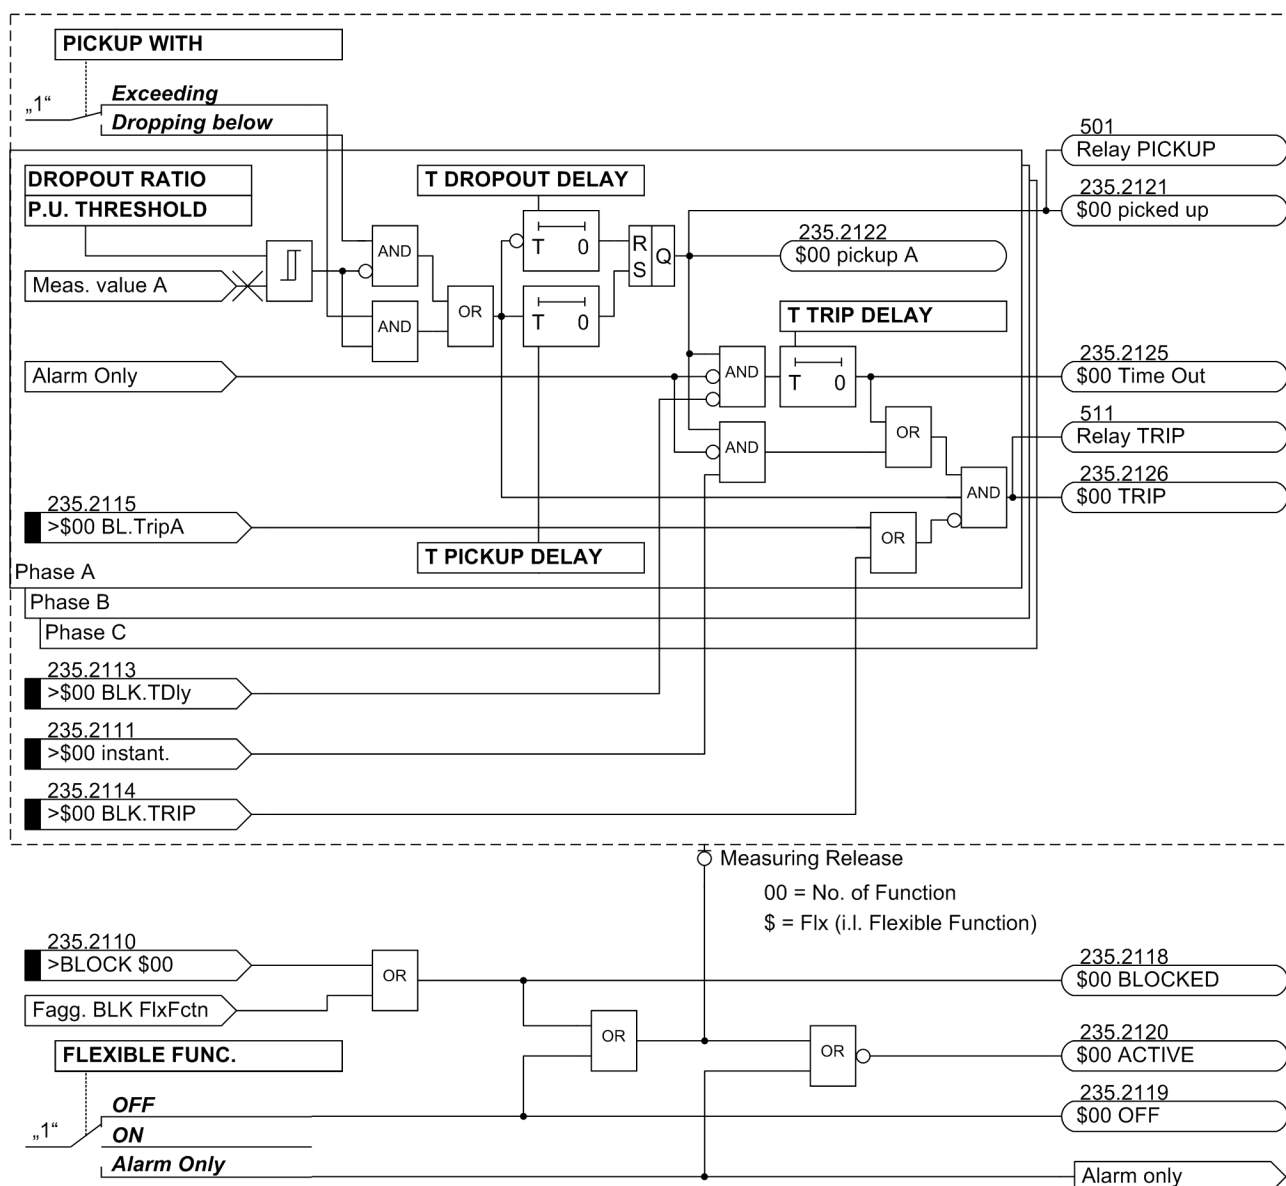 PICKUP WITH
„1“
Exceeding
Dropping below
501
Relay PICKUP
DROPOUT RATIO
P.U. THRESHOLD
T DROPOUT DELAY
235.2121
$00 picked up
AND
T 0
R
S
Q
235.2122
$00 pickup A
Meas. value A
OR
AND
T 0
T TRIP DELAY
Alarm Only
AND
T 0
235.2125
$00 Time Out
OR
511
Relay TRIP
AND
AND
235.2126
$00 TRIP
235.2115
>$00 BL.TripA
OR
T PICKUP DELAY
Phase A
Phase B
Phase C
235.2113
>$00 BLK.TDly
235.2111
>$00 instant.
235.2114
>$00 BLK.TRIP
Measuring Release
00 = No. of Function
$ = Flx (i.l. Flexible Function)
235.2110
>BLOCK $00
OR
235.2118
$00 BLOCKED
Fagg. BLK FlxFctn
OR
OR
235.2120
$00 ACTIVE
FLEXIBLE FUNC.
„1“
OFF
ON
Alarm Only
235.2119
$00 OFF
Alarm only